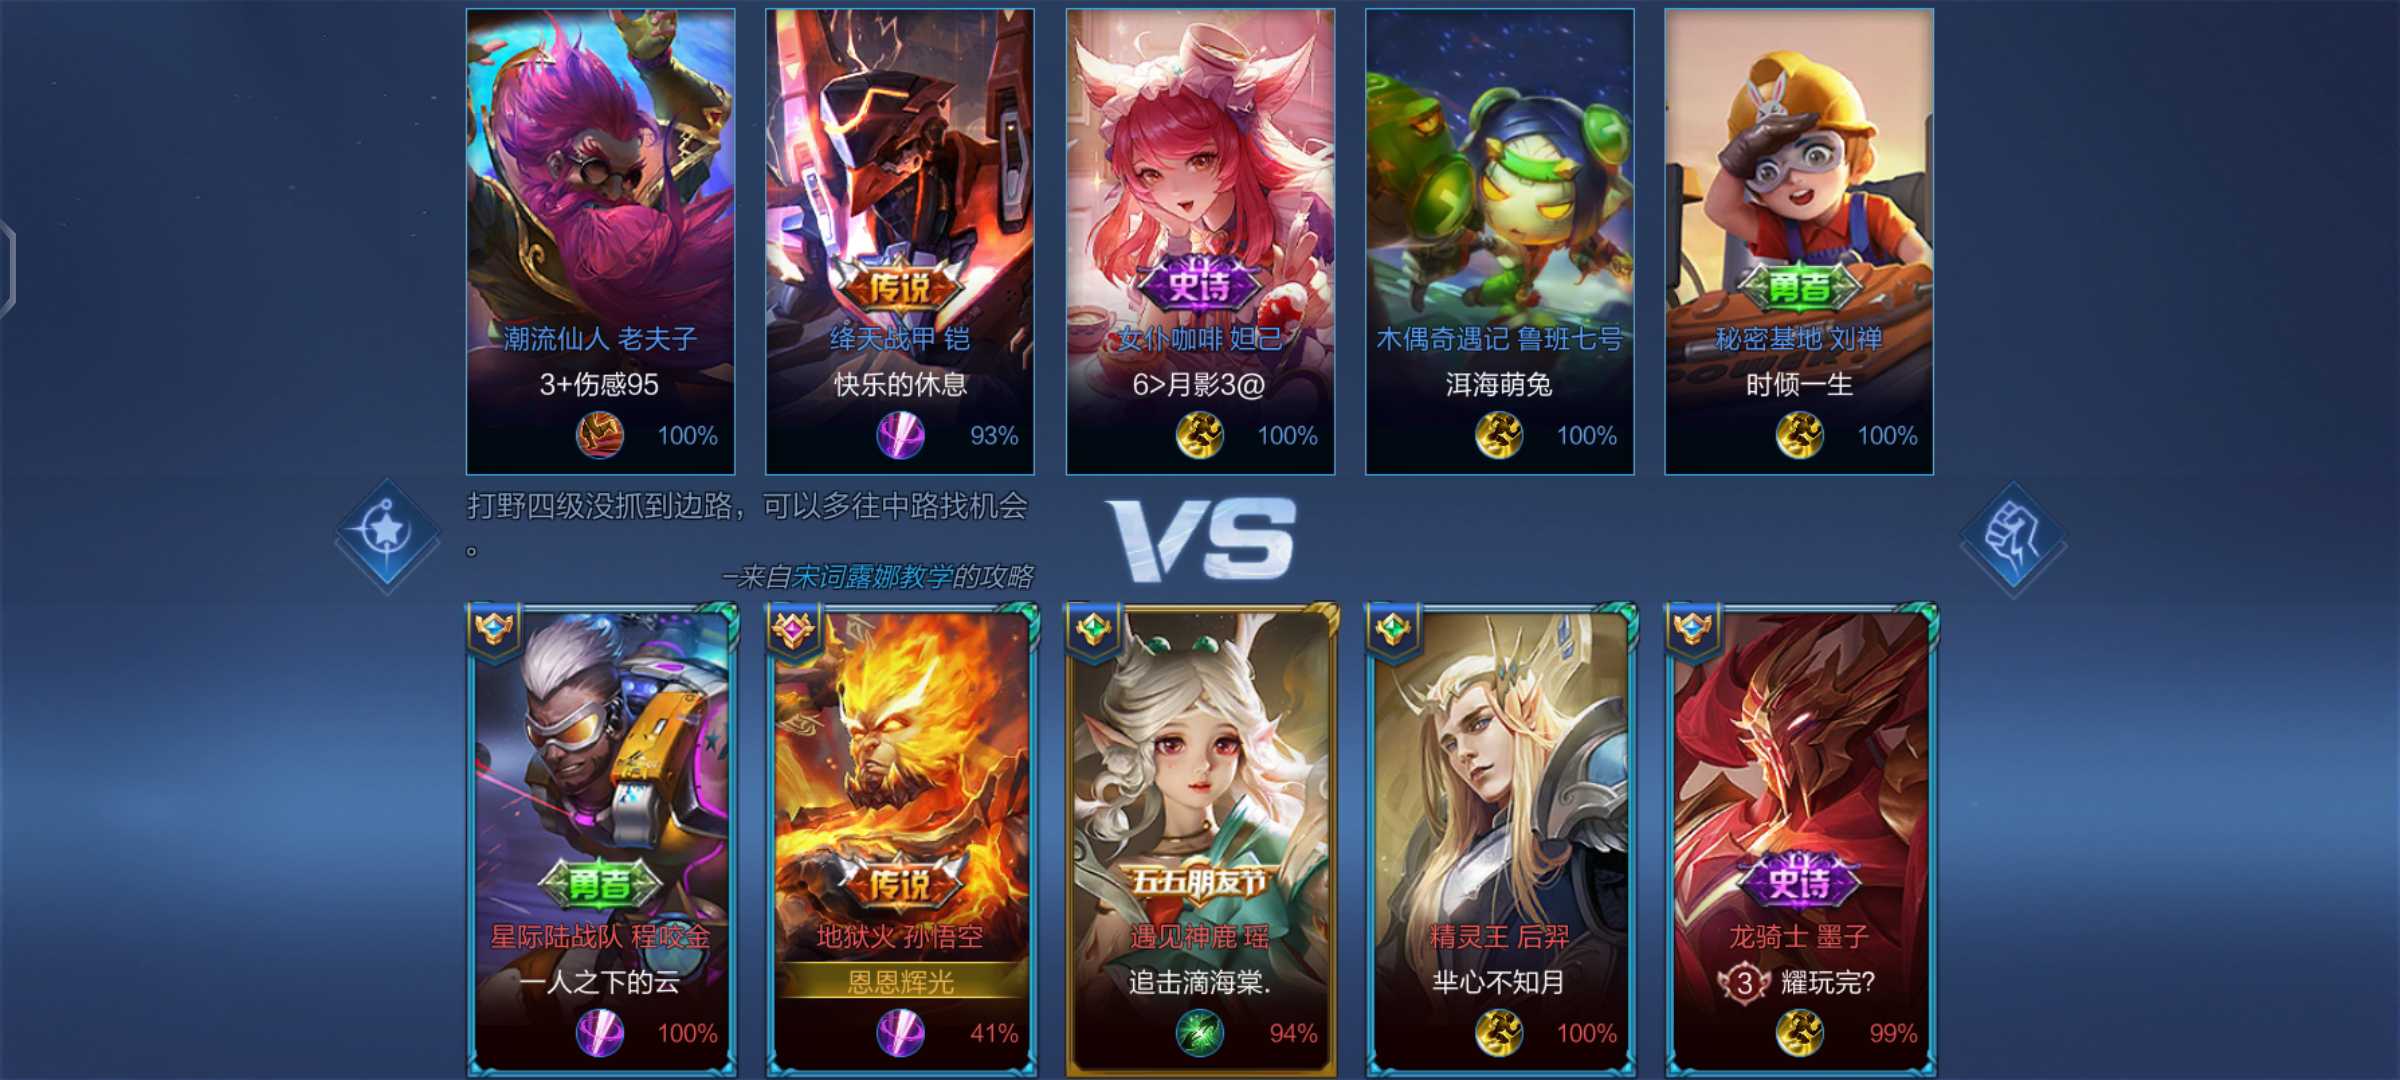 传说
史诗
勇者
潮流仙人 老夫子
绛天战甲 铠
女仆咖啡 妲己
木偶奇遇记 鲁班七号
秘密基地 刘禅
3+伤感95
快乐的休息
6>月影3@
洱海萌兔
时倾一生
100%
93%
100%
100%
100%
打野四级没抓到边路，可以多往中路找机会
。
—来自宋词露娜教学的攻略
VS
勇者
传说
五五朋友节
史诗
星际陆战队 程咬金
地狱火 孙悟空
遇见神鹿 瑶
精灵王 后羿
龙骑士 墨子
一人之下的云
恩恩辉光
追击滴海棠.
芈心不知月
3 耀玩完?
100%
41%
94%
100%
99%